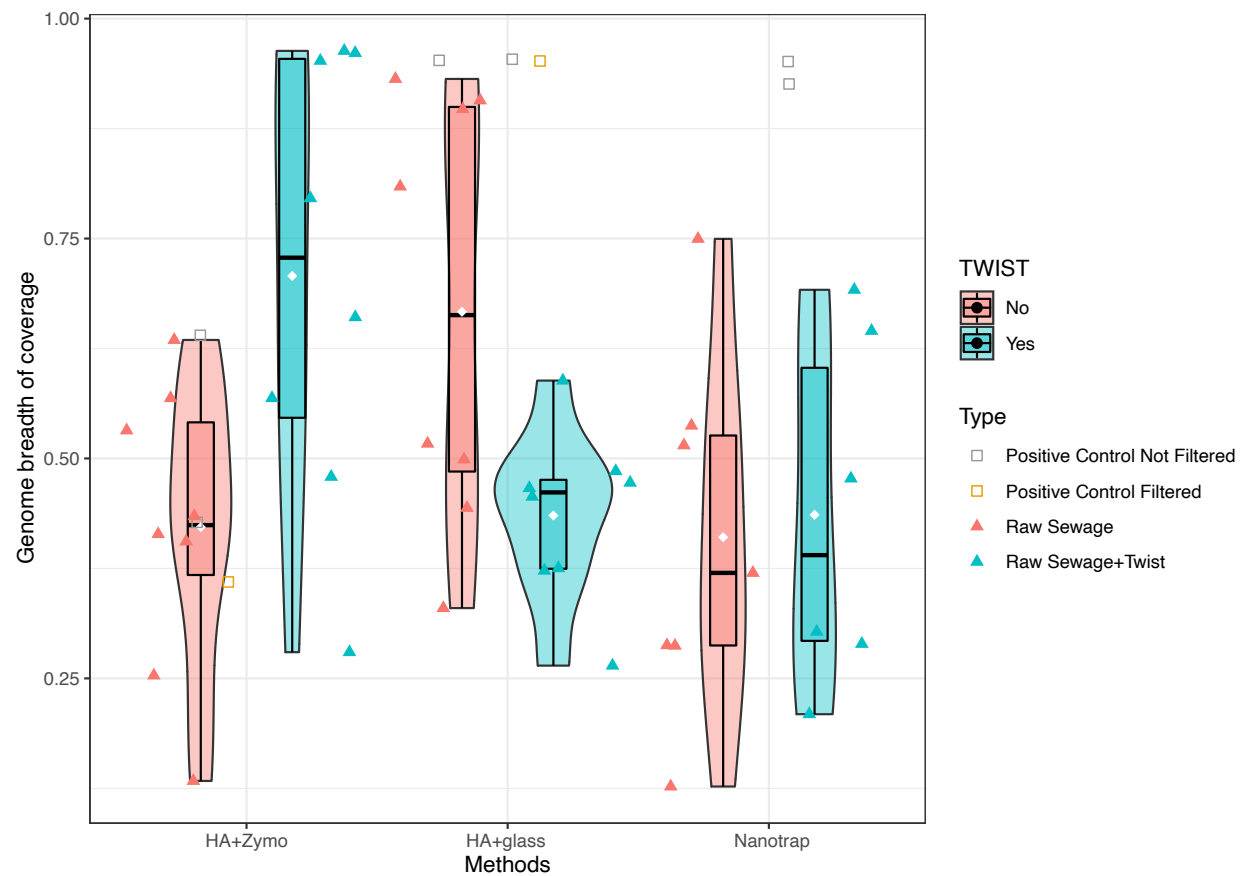 1.00
0.75
0.50
0.25
Genome breadth of coverage
HA+Zymo
HA+glass
Nanotrap
Methods
TWIST
No
Yes
Type
Positive Control Not Filtered
Positive Control Filtered
Raw Sewage
Raw Sewage+Twist